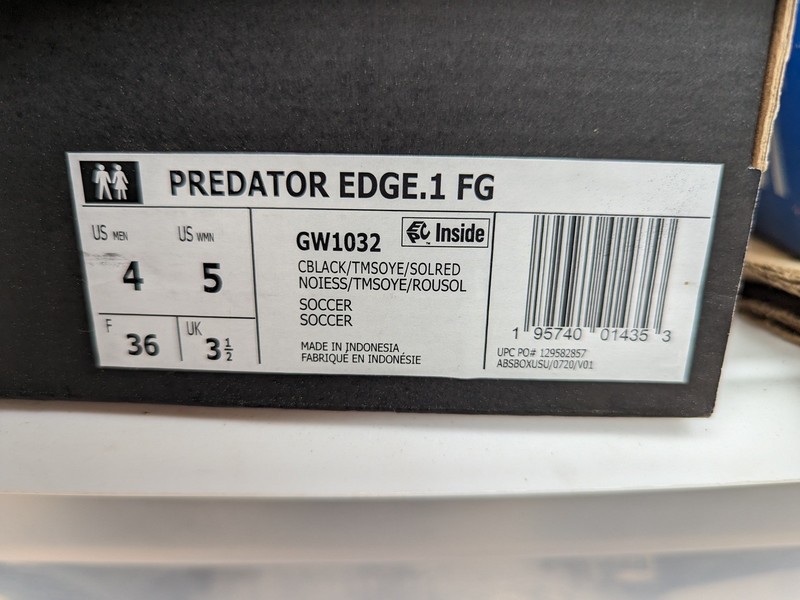 PREDATOR EDGE.1 FG
US MEN US WMN
4 5
F 36 UK 3 1/2
GW1032 Inside
CBLACK/TMSOYE/SOLRED
NOIESS/TMSOYE/ROUSOL
SOCCER
SOCCER
MADE IN INDONESIA
FABRIQUÉ EN INDONÉSIE
1 95740 01435 3
UPC PO# 129582857
ABSBOXUSU/0720/V01